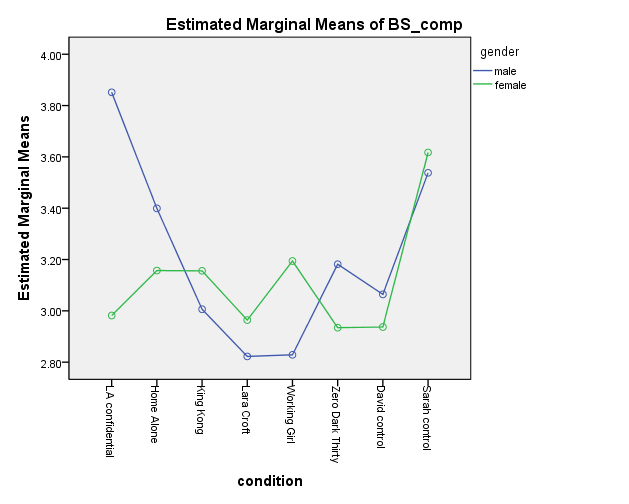 Estimated Marginal Means of BS_comp
gender
male
female
Estimated Marginal Means
4.00
3.80
3.60
3.40
3.20
3.00
2.80
LA confidential
Home Alone
King Kong
Lara Croft
Working Girl
Zero Dark Thirty
David control
Sarah control
condition